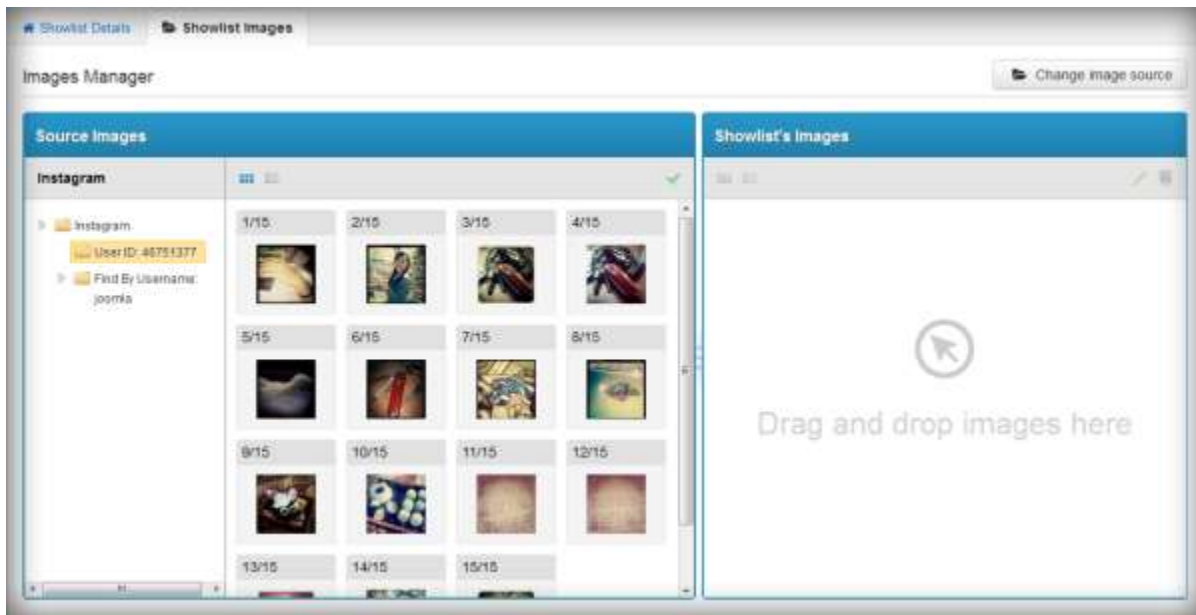 Showlist Details
Showlist Images
Images Manager
Change image source
Source Images
Showlist's Images
Instagram
Instagram
User ID: 46751377
Find By Username:
joomla
1/15
2/15
3/15
4/15
5/15
6/15
7/15
8/15
9/15
10/15
11/15
12/15
13/15
14/15
15/15
Drag and drop images here